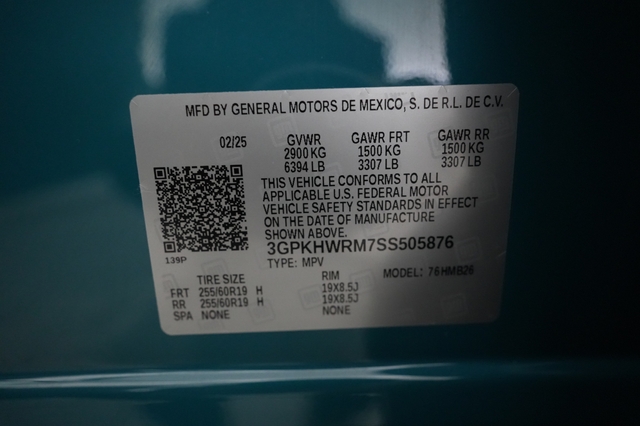 MFD BY GENERAL MOTORS DE MEXICO, S. DE R.L. DE C.V.
02/25 GVWR GAWR FRT GAWR RR
2900 KG 1500 KG 1500 KG
6394 LB 3307 LB 3307 LB
THIS VEHICLE CONFORMS TO ALL
APPLICABLE U.S. FEDERAL MOTOR
VEHICLE SAFETY STANDARDS IN EFFECT
ON THE DATE OF MANUFACTURE
SHOWN ABOVE.
139P
3GPKHWRM7SS505876
TYPE: MPV MODEL: 76HMB26
TIRE SIZE RIM
FRT 255/60R19 H 19X8.5J
RR 255/60R19 H 19X8.5J
SPA NONE NONE